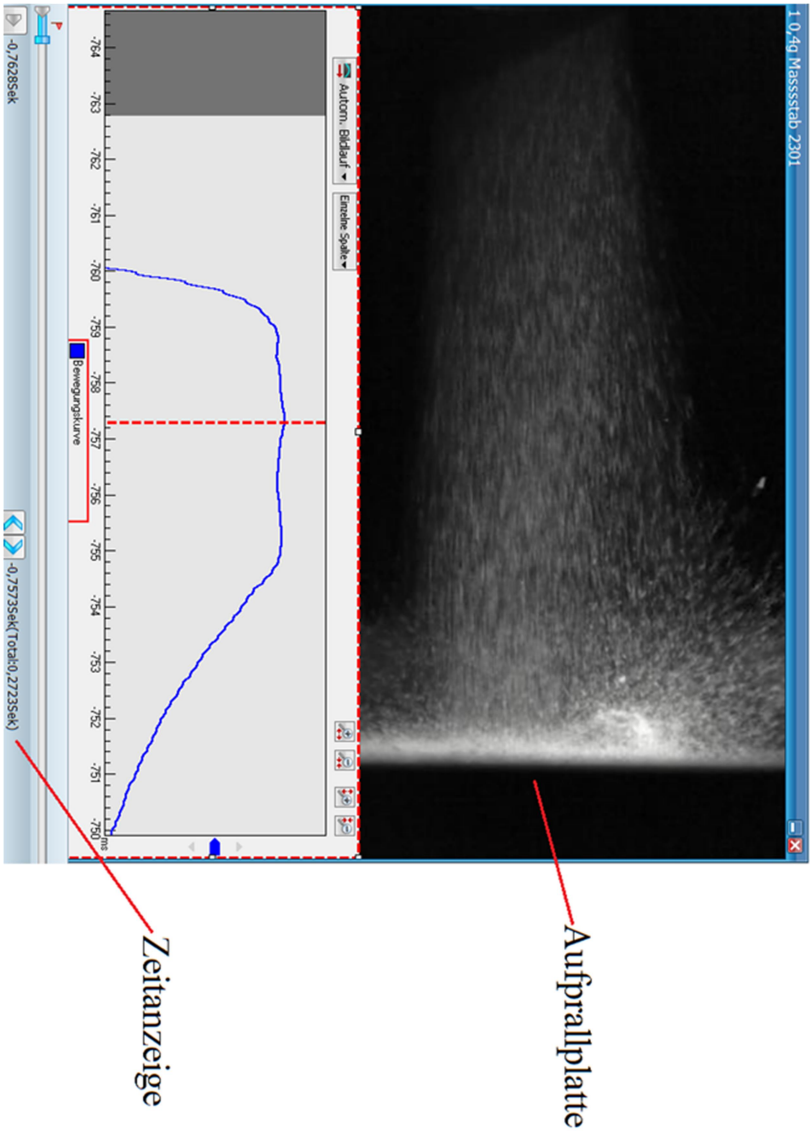 1 0,4g Masssstab 2301
Aufprallplatte
Autom. Bildlauf
Einzelne Spalte
-764 -763 -762 -761 -760 -759 -758 -757 -756 -755 -754 -753 -752 -751 -750 ms
Bewegungskurve
-0,7628Sek
-0,7573Sek(Total:0,2723Sek)
Zeitanzeige